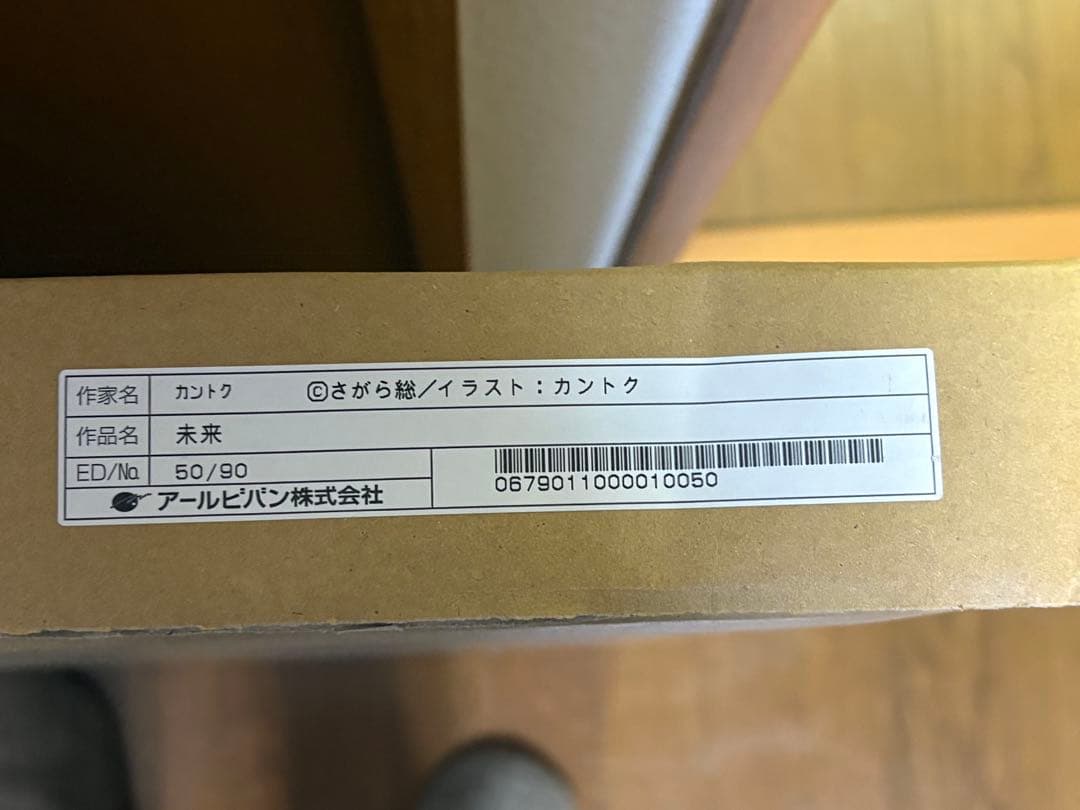 作家名 カントク ©さがら総/イラスト:カントク
作品名 未来
ED/No. 50/90
アールビバン株式会社
0679011000010050